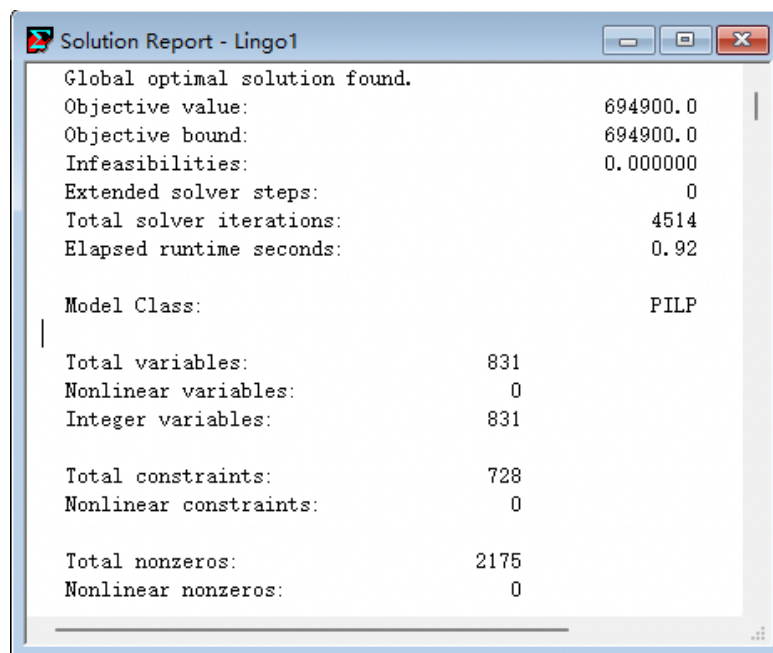 Solution Report - Lingo1
Global optimal solution found.
Objective value: 694900.0
Objective bound: 694900.0
Infeasibilities: 0.000000
Extended solver steps: 0
Total solver iterations: 4514
Elapsed runtime seconds: 0.92
Model Class: PILP
Total variables: 831
Nonlinear variables: 0
Integer variables: 831
Total constraints: 728
Nonlinear constraints: 0
Total nonzeros: 2175
Nonlinear nonzeros: 0